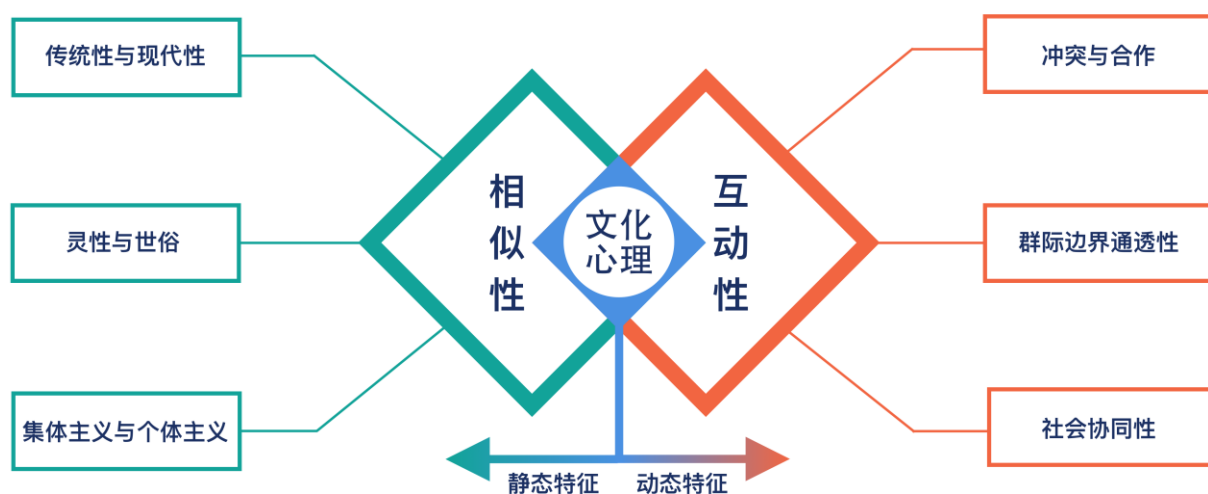 传统性与现代性
灵性与世俗
集体主义与个体主义
相似性
文化
心理
互动性
冲突与合作
群际边界通透性
社会协同性
静态特征
动态特征